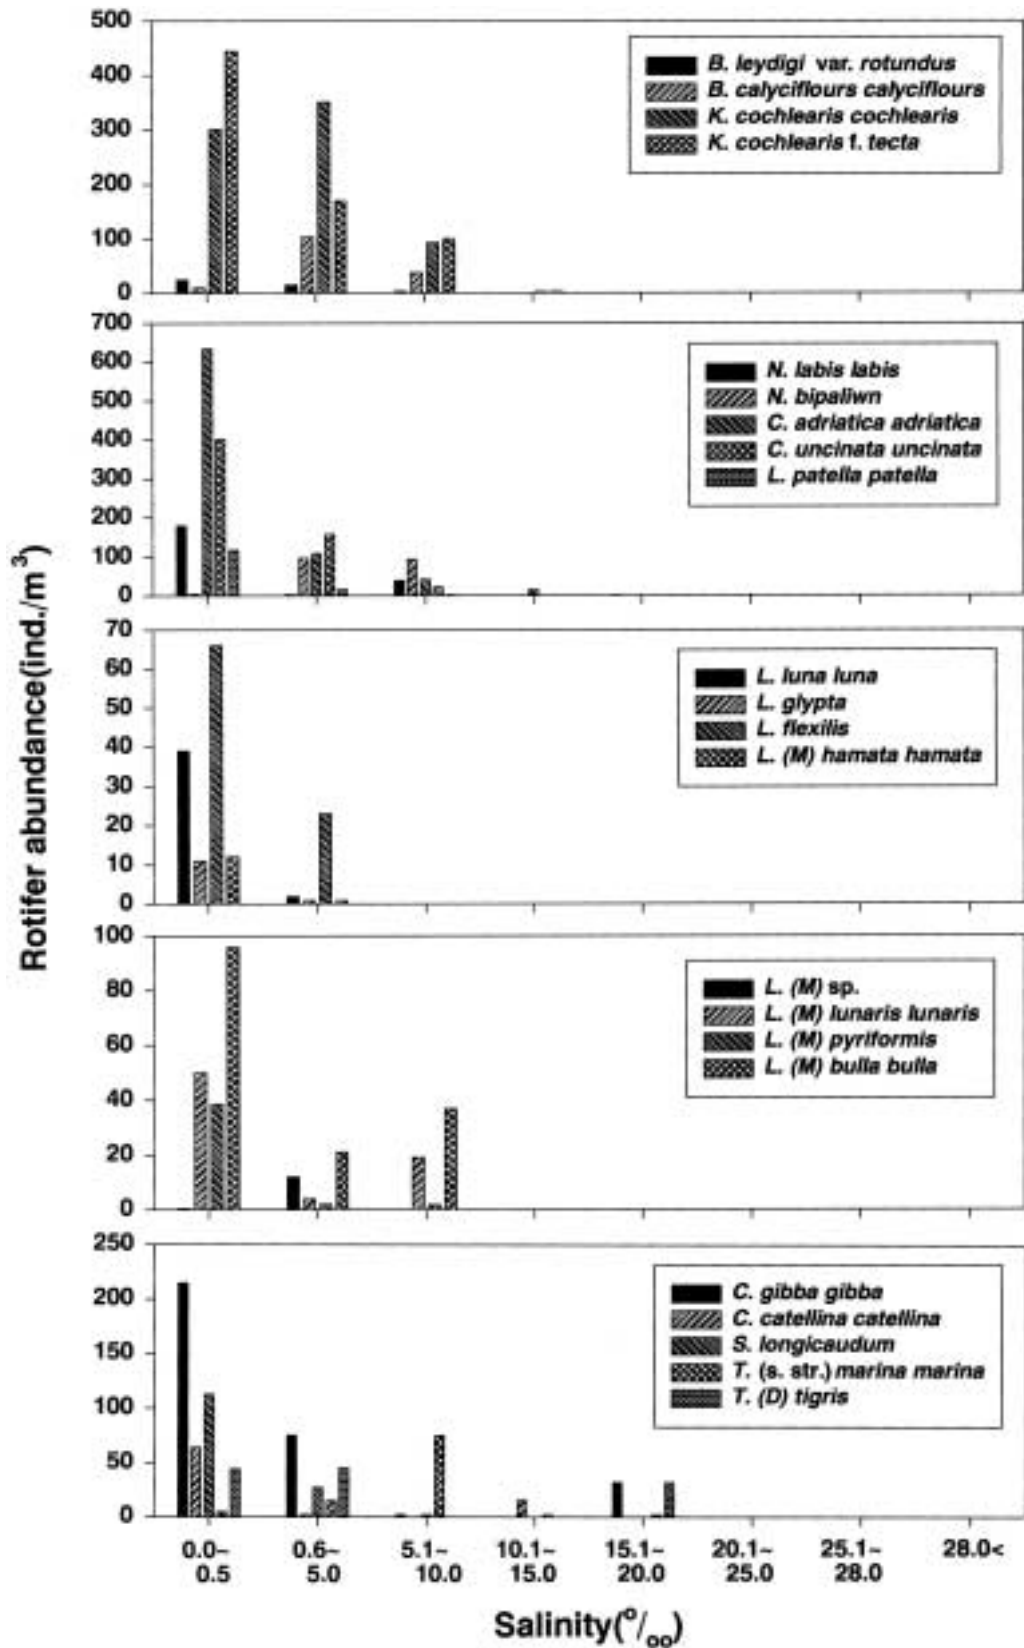 Rotifer abundance(ind./m³)
500
400
300
200
100
0
B. leydigi var. rotundus
B. calyciflours calyciflours
K. cochlearis cochlearis
K. cochlearis f. tecta
700
600
500
400
300
200
100
0
N. labis labis
N. bipaliwn
C. adriatica adriatica
C. uncinata uncinata
L. patella patella
70
60
50
40
30
20
10
0
L. luna luna
L. glypta
L. flexilis
L. (M) hamata hamata
100
80
60
40
20
0
L. (M) sp.
L. (M) lunaris lunaris
L. (M) pyriformis
L. (M) bulla bulla
250
200
150
100
50
0
C. gibba gibba
C. catellina catellina
S. longicaudum
T. (s. str.) marina marina
T. (D) tigris
0.0~ 0.6~ 5.1~ 10.1~ 15.1~ 20.1~ 25.1~ 28.0<
0.5 5.0 10.0 15.0 20.0 25.0 28.0
Salinity(º/oo)